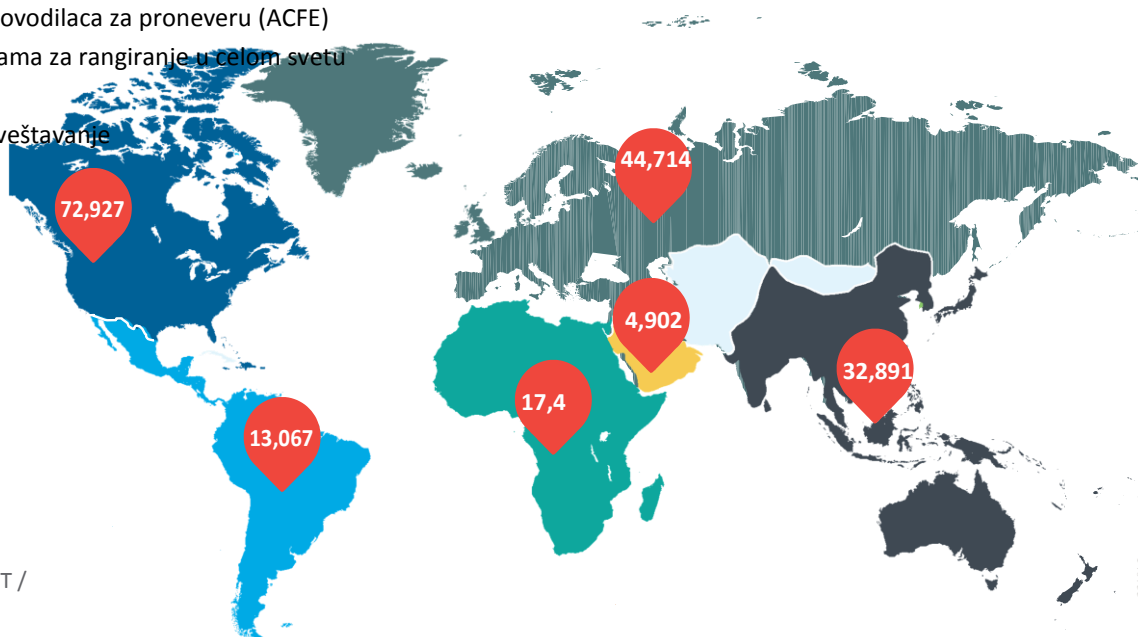 ovodilaca za proneveru (ACFE)
ama za rangiranje u celom svetu
veštavanje
44,714
72,927
4,902
32,891
17,4
13,067
T /